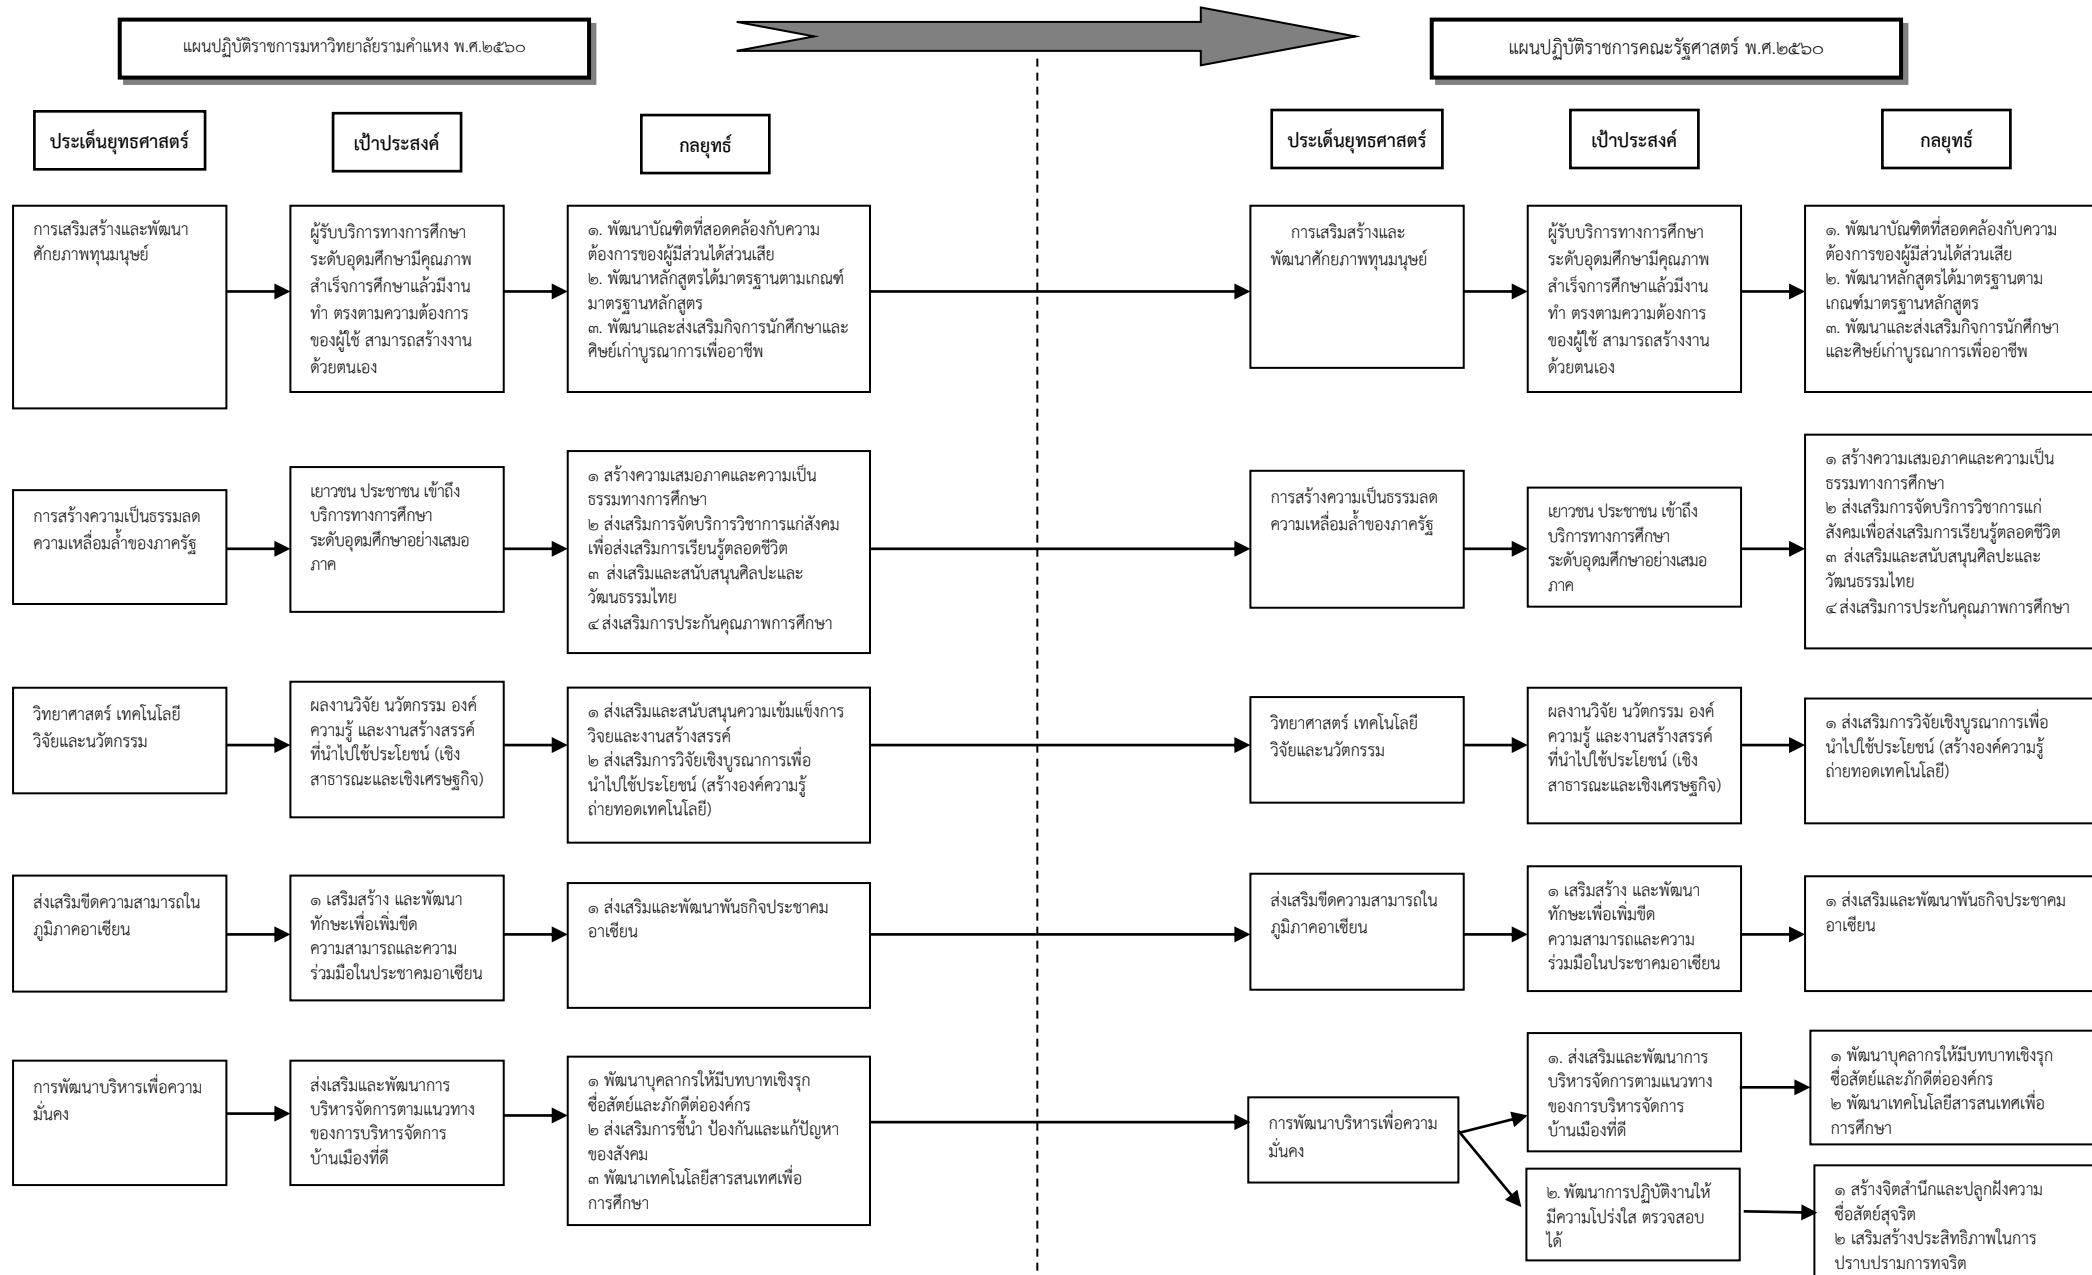 แผนปฏิบัติราชการมหาวิทยาลัยรามคำแหง พ.ศ.๒๕๖๐
แผนปฏิบัติราชการคณะรัฐศาสตร์ พ.ศ.๒๕๖๐
ประเด็นยุทธศาสตร์
เป้าประสงค์
กลยุทธ์
ประเด็นยุทธศาสตร์
เป้าประสงค์
กลยุทธ์
การเสริมสร้างและพัฒนา
ศักยภาพทุนมนุษย์
ผู้รับบริการทางการศึกษา
ระดับอุดมศึกษามีคุณภาพ
สำเร็จการศึกษาแล้วมีงาน
ทำ ตรงตามความต้องการ
ของผู้ใช้ สามารถสร้างงาน
ด้วยตนเอง
๑. พัฒนาบัณฑิตที่สอดคล้องกับความ
ต้องการของผู้มีส่วนได้ส่วนเสีย
๒. พัฒนาหลักสูตรได้มาตรฐานตามเกณฑ์
มาตรฐานหลักสูตร
๓. พัฒนาและส่งเสริมกิจการนักศึกษาและ
ศิษย์เก่าบูรณาการเพื่ออาชีพ
การเสริมสร้างและ
พัฒนาศักยภาพทุนมนุษย์
ผู้รับบริการทางการศึกษา
ระดับอุดมศึกษามีคุณภาพ
สำเร็จการศึกษาแล้วมีงาน
ทำ ตรงตามความต้องการ
ของผู้ใช้ สามารถสร้างงาน
ด้วยตนเอง
๑. พัฒนาบัณฑิตที่สอดคล้องกับความ
ต้องการของผู้มีส่วนได้ส่วนเสีย
๒. พัฒนาหลักสูตรได้มาตรฐานตาม
เกณฑ์มาตรฐานหลักสูตร
๓. พัฒนาและส่งเสริมกิจการนักศึกษา
และศิษย์เก่าบูรณาการเพื่ออาชีพ
การสร้างความเป็นธรรมลด
ความเหลื่อมล้ำของภาครัฐ
เยาวชน ประชาชน เข้าถึง
บริการทางการศึกษา
ระดับอุดมศึกษาอย่างเสมอ
ภาค
๑ สร้างความเสมอภาคและความเป็น
ธรรมทางการศึกษา
๒ ส่งเสริมการจัดบริการวิชาการแก่สังคม
เพื่อส่งเสริมการเรียนรู้ตลอดชีวิต
๓ ส่งเสริมและสนับสนุนศิลปะและ
วัฒนธรรมไทย
๔ ส่งเสริมการประกันคุณภาพการศึกษา
การสร้างความเป็นธรรมลด
ความเหลื่อมล้ำของภาครัฐ
เยาวชน ประชาชน เข้าถึง
บริการทางการศึกษา
ระดับอุดมศึกษาอย่างเสมอ
ภาค
๑ สร้างความเสมอภาคและความเป็น
ธรรมทางการศึกษา
๒ ส่งเสริมการจัดบริการวิชาการแก่
สังคมเพื่อส่งเสริมการเรียนรู้ตลอดชีวิต
๓ ส่งเสริมและสนับสนุนศิลปะและ
วัฒนธรรมไทย
๔ ส่งเสริมการประกันคุณภาพการศึกษา
วิทยาศาสตร์ เทคโนโลยี
วิจัยและนวัตกรรม
ผลงานวิจัย นวัตกรรม องค์
ความรู้ และงานสร้างสรรค์
ที่นำไปใช้ประโยชน์ (เชิง
สาธารณะและเชิงเศรษฐกิจ)
๑ ส่งเสริมและสนับสนุนความเข้มแข็งการ
วิจยและงานสร้างสรรค์
๒ ส่งเสริมการวิจัยเชิงบูรณาการเพื่อ
นำไปใช้ประโยชน์ (สร้างองค์ความรู้
ถ่ายทอดเทคโนโลยี)
วิทยาศาสตร์ เทคโนโลยี
วิจัยและนวัตกรรม
ผลงานวิจัย นวัตกรรม องค์
ความรู้ และงานสร้างสรรค์
ที่นำไปใช้ประโยชน์ (เชิง
สาธารณะและเชิงเศรษฐกิจ)
๑ ส่งเสริมการวิจัยเชิงบูรณาการเพื่อ
นำไปใช้ประโยชน์ (สร้างองค์ความรู้
ถ่ายทอดเทคโนโลยี)
ส่งเสริมขีดความสามารถใน
ภูมิภาคอาเซียน
๑ เสริมสร้าง และพัฒนา
ทักษะเพื่อเพิ่มขีด
ความสามารถและความ
ร่วมมือในประชาคมอาเซียน
๑ ส่งเสริมและพัฒนาพันธกิจประชาคม
อาเซียน
ส่งเสริมขีดความสามารถใน
ภูมิภาคอาเซียน
๑ เสริมสร้าง และพัฒนา
ทักษะเพื่อเพิ่มขีด
ความสามารถและความ
ร่วมมือในประชาคมอาเซียน
๑ ส่งเสริมและพัฒนาพันธกิจประชาคม
อาเซียน
การพัฒนาบริหารเพื่อความ
มั่นคง
ส่งเสริมและพัฒนาการ
บริหารจัดการตามแนวทาง
ของการบริหารจัดการ
บ้านเมืองที่ดี
๑ พัฒนาบุคลากรให้มีบทบาทเชิงรุก
ซื่อสัตย์และภักดีต่อองค์กร
๒ ส่งเสริมการชี้นำ ป้องกันและแก้ปัญหา
ของสังคม
๓ พัฒนาเทคโนโลยีสารสนเทศเพื่อ
การศึกษา
การพัฒนาบริหารเพื่อความ
มั่นคง
๑. ส่งเสริมและพัฒนาการ
บริหารจัดการตามแนวทาง
ของการบริหารจัดการ
บ้านเมืองที่ดี
๑ พัฒนาบุคลากรให้มีบทบาทเชิงรุก
ซื่อสัตย์และภักดีต่อองค์กร
๒ พัฒนาเทคโนโลยีสารสนเทศเพื่อ
การศึกษา
๒. พัฒนาการปฏิบัติงานให้
มีความโปร่งใส ตรวจสอบ
ได้
๑ สร้างจิตสำนึกและปลูกฝังความ
ซื่อสัตย์สุจริต
๒ เสริมสร้างประสิทธิภาพในการ
ปราบปรามการทุจริต